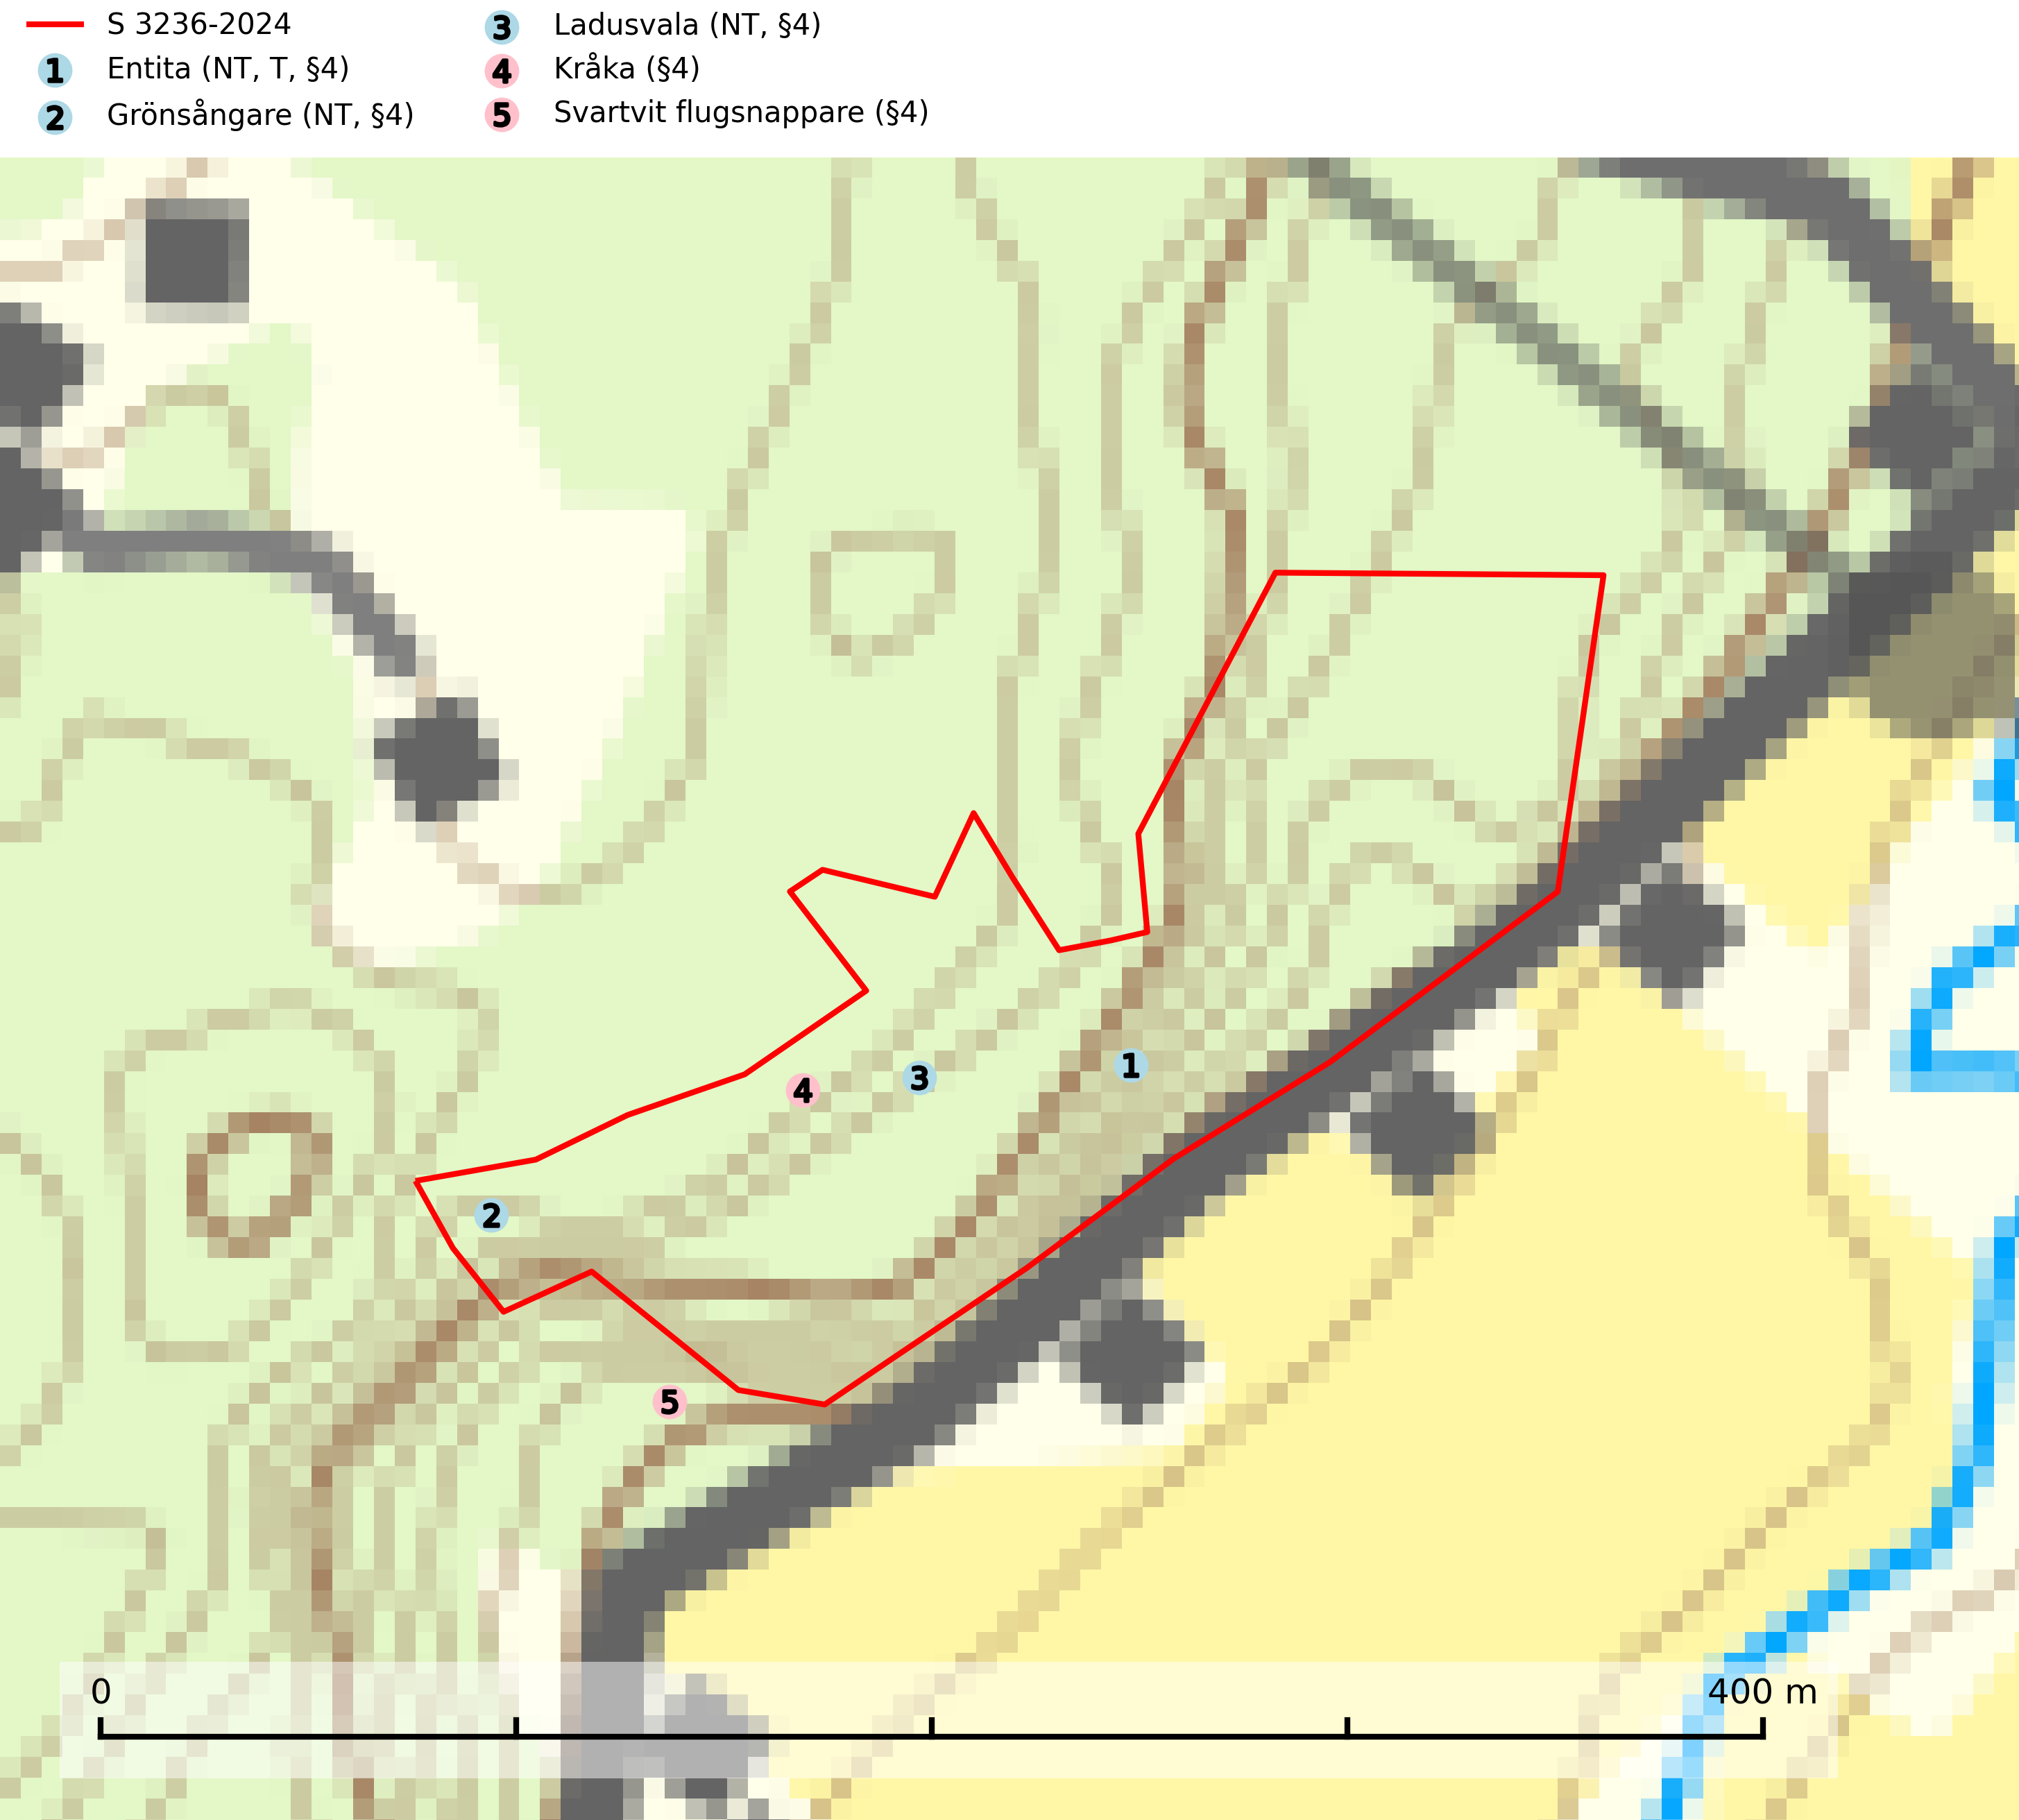 S 3236-2024
1 Entita (NT, T, §4)
2 Grönsångare (NT, §4)
3 Ladusvala (NT, §4)
4 Kråka (§4)
5 Svartvit flugsnappare (§4)
1
4
3
2
5
0
400 m